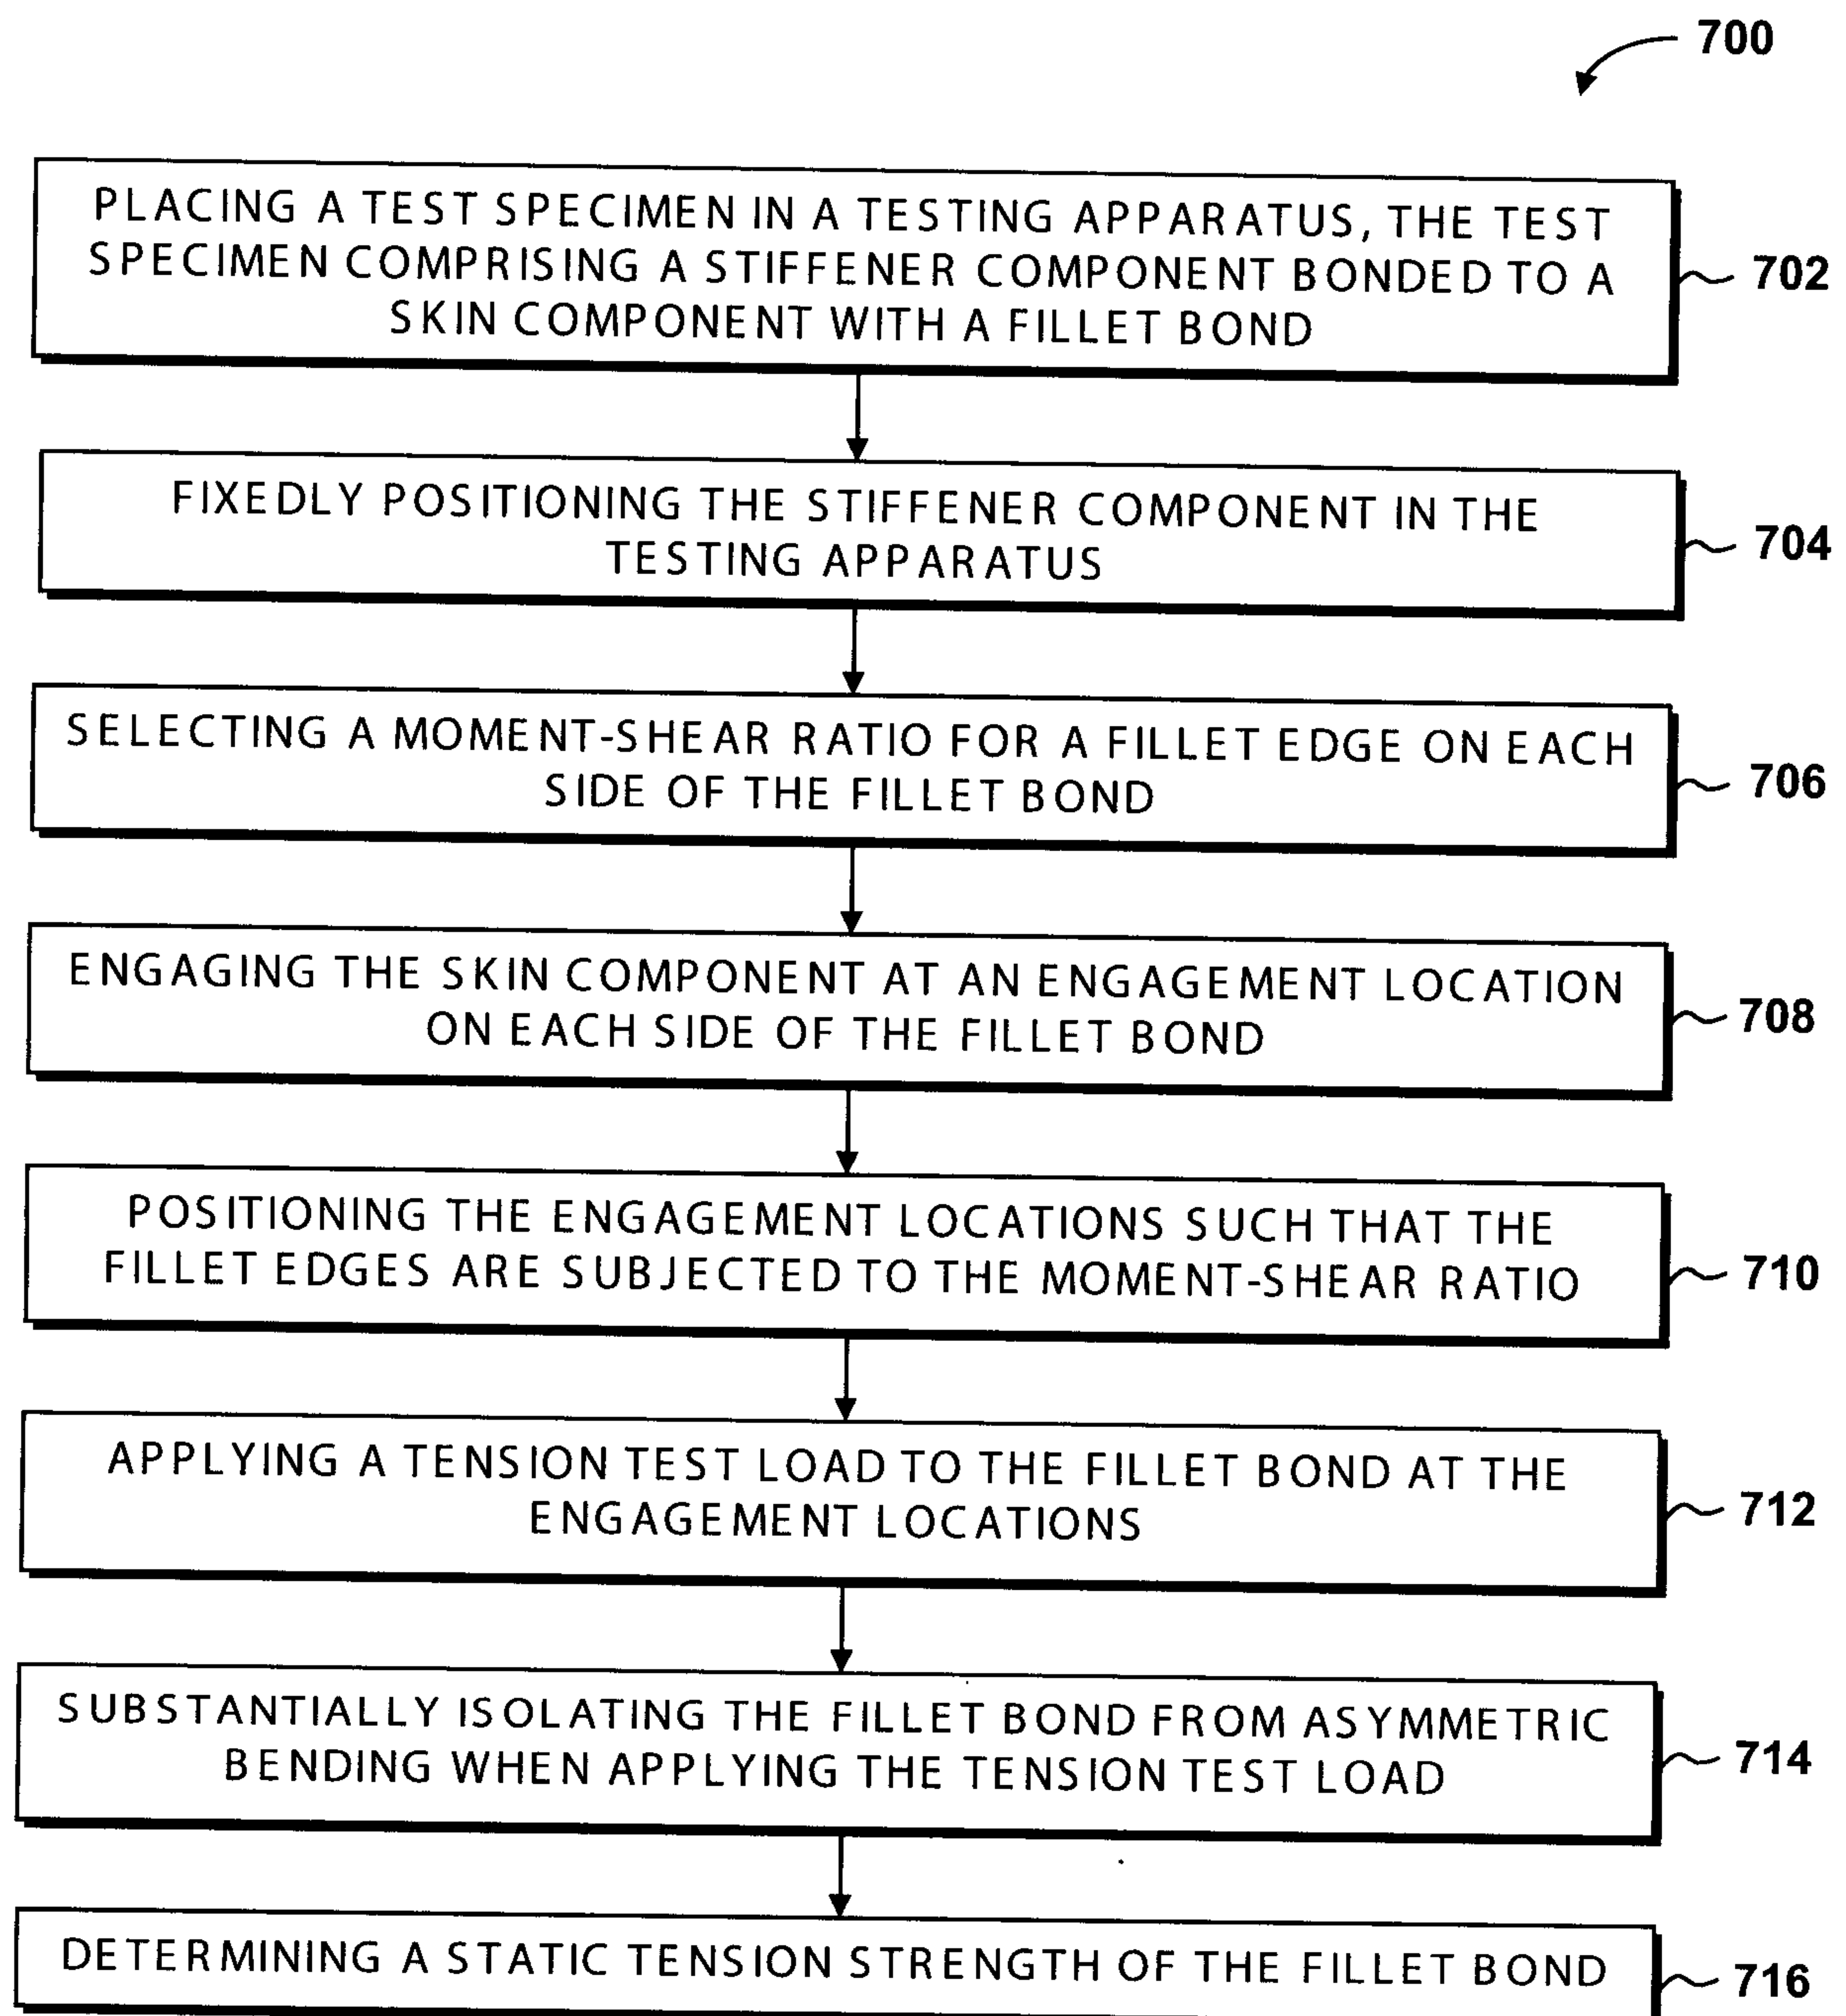 700
PLACING A TEST SPECIMEN IN A TESTING APPARATUS, THE TEST
SPECIMEN COMPRISING A STIFFENER COMPONENT BONDED TO A
SKIN COMPONENT WITH A FILLET BOND
702
FIXEDLY POSITIONING THE STIFFENER COMPONENT IN THE
TESTING APPARATUS
704
SELECTING A MOMENT-SHEAR RATIO FOR A FILLET EDGE ON EACH
SIDE OF THE FILLET BOND
706
ENGAGING THE SKIN COMPONENT AT AN ENGAGEMENT LOCATION
ON EACH SIDE OF THE FILLET BOND
708
POSITIONING THE ENGAGEMENT LOCATIONS SUCH THAT THE
FILLET EDGES ARE SUBJECTED TO THE MOMENT-SHEAR RATIO
710
APPLYING A TENSION TEST LOAD TO THE FILLET BOND AT THE
ENGAGEMENT LOCATIONS
712
SUBSTANTIALLY ISOLATING THE FILLET BOND FROM ASYMMETRIC
BENDING WHEN APPLYING THE TENSION TEST LOAD
714
DETERMINING A STATIC TENSION STRENGTH OF THE FILLET BOND
716